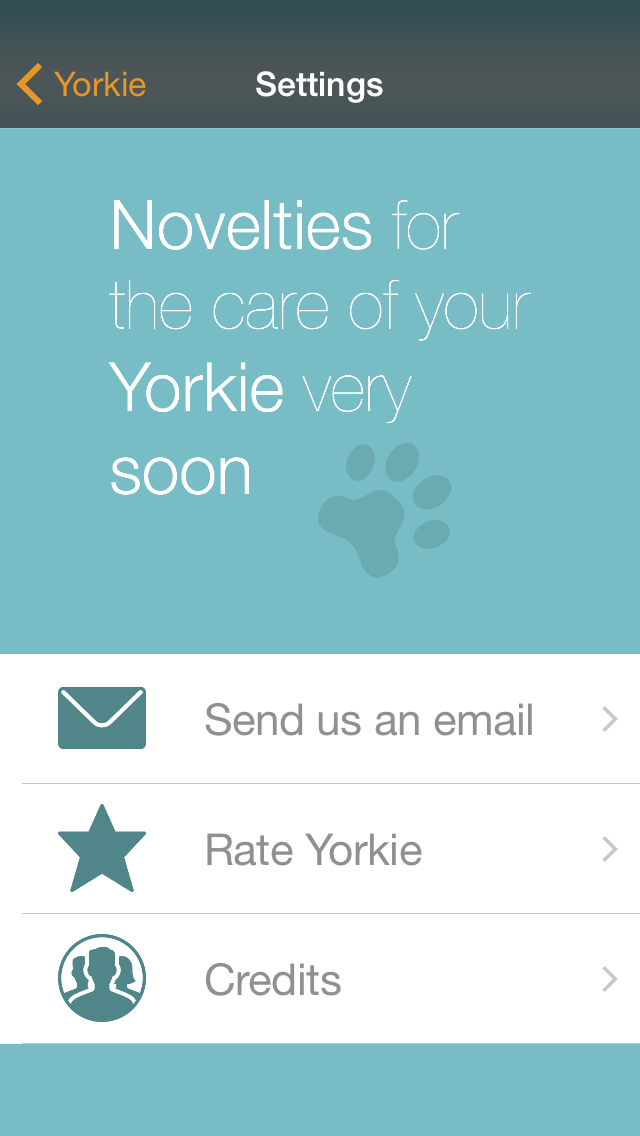 Yorkie
Settings
Novelties for
the care of your
Yorkie very
soon
Send us an email
Rate Yorkie
Credits